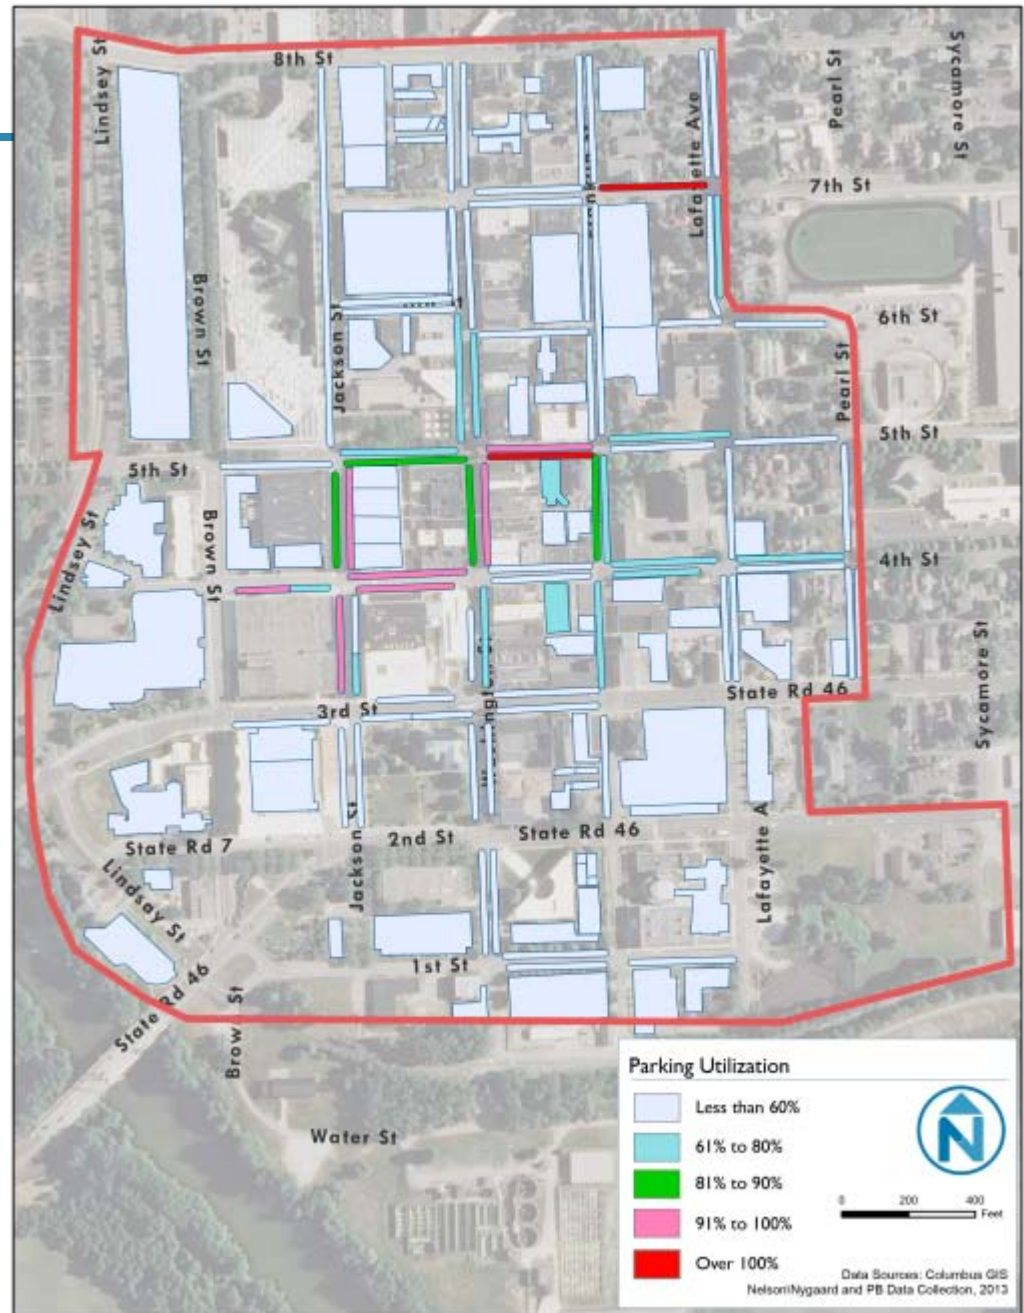 8th St
Lindsey St
Pearl St
Sycamore St
Lafayette Ave
7th St
Brown St
Jackson St
6th St
Pearl St
5th St
5th St
Lindsey St
Brown St
4th St
State Rd 46
Sycamore St
3rd St
2nd St
State Rd 46
State Rd 7
Jackson St
Lafayette A
Lindsay St
1st St
State Rd 46
Water St
Parking Utilization
Less than 60%
61% to 80%
81% to 90%
91% to 100%
Over 100%
N
0 200 400
Feet
Data Sources: Columbus GIS
Nelson\Nygaard and PB Data Collection, 2013